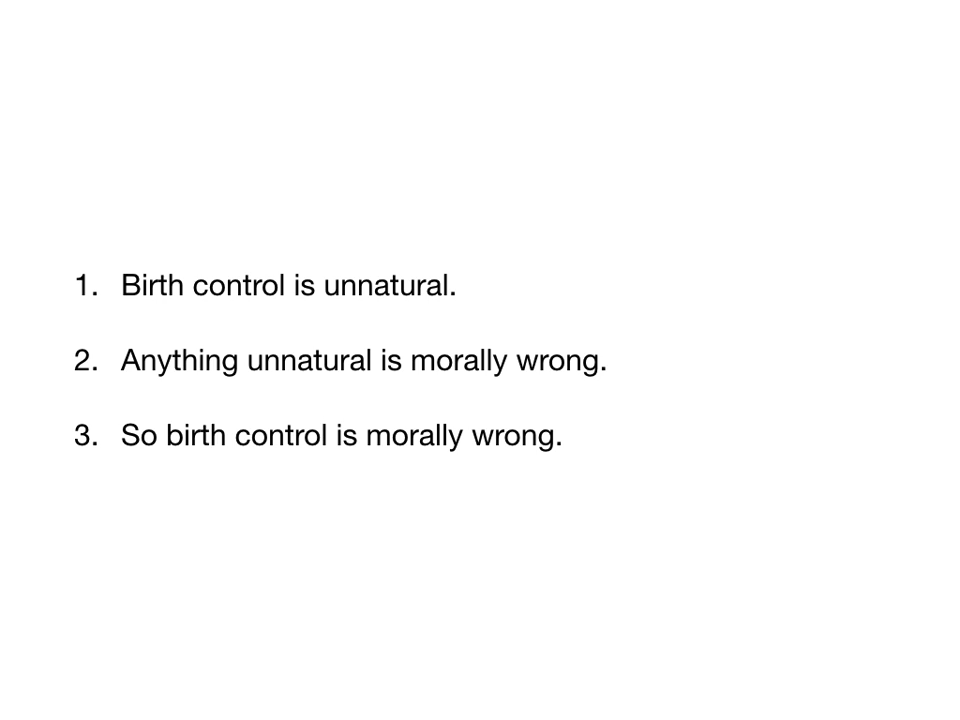 1. Birth control is unnatural.
2. Anything unnatural is morally wrong.
3. So birth control is morally wrong.